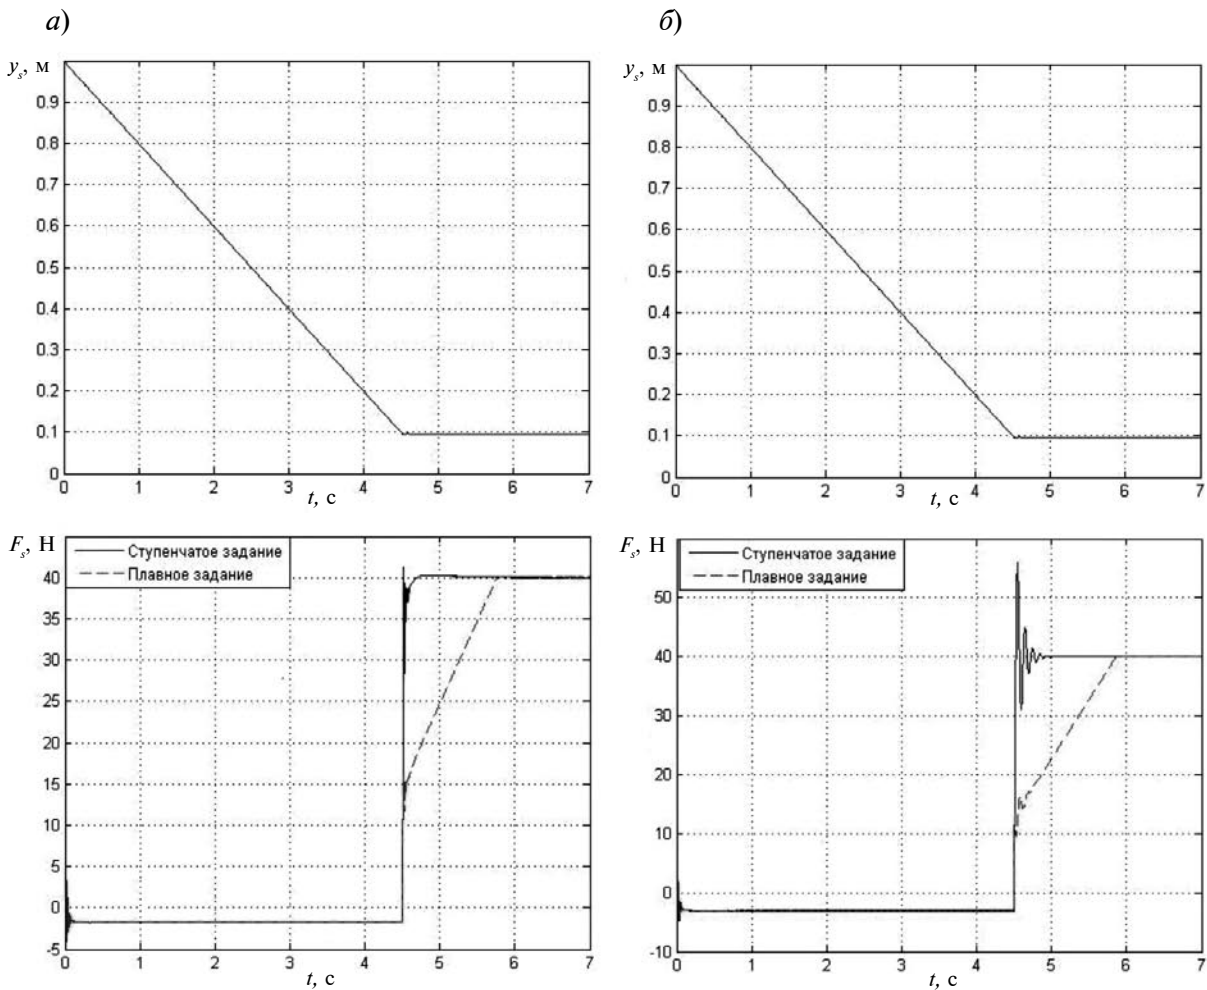 а)
б)
y_s, м
0.9
0.8
0.7
0.6
0.5
0.4
0.3
0.2
0.1
0
0 1 2 3 4 5 6 7
t, с
y_s, м
0.9
0.8
0.7
0.6
0.5
0.4
0.3
0.2
0.1
0
0 1 2 3 4 5 6 7
t, с
F_s, Н
Ступенчатое задание
Плавное задание
40
35
30
25
20
15
10
5
0
-5
0 1 2 3 4 5 6 7
t, с
F_s, Н
Ступенчатое задание
Плавное задание
50
40
30
20
10
0
-10
0 1 2 3 4 5 6 7
t, с